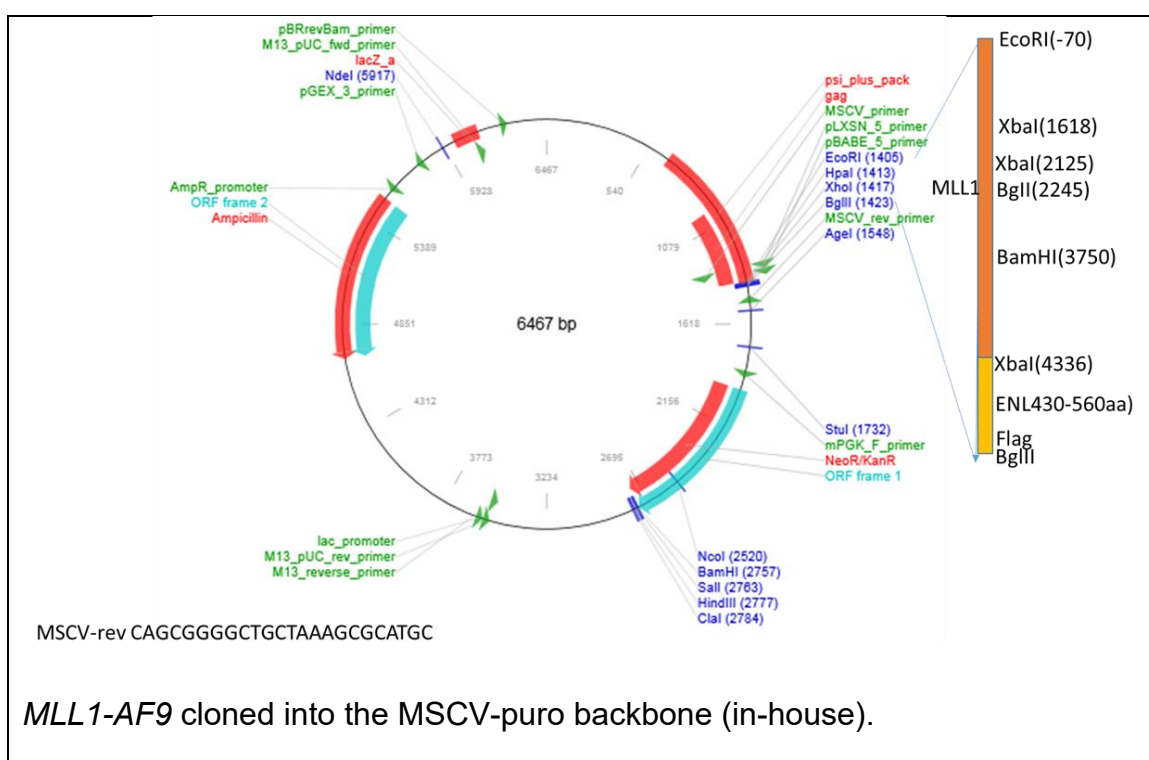 pBRrevBam_primer
M13_pUC_fwd_primer
lacZ_a
NdeI (5917)
pGEX_3_primer
AmpR_promoter
ORF frame 2
Ampicillin
psi_plus_pack
gag
MSCV_primer
pLXSN_5_primer
pBABE_5_primer
EcoRI (1405)
HpaI (1413)
XhoI (1417)
BglII (1423)
MSCV_rev_primer
AgeI (1548)
6467
540
1079
1618
2156
2695
3234
3773
4312
4851
5389
5928
6467 bp
StuI (1732)
mPGK_F_primer
NeoR/KanR
ORF frame 1
NcoI (2520)
BamHI (2757)
SalI (2763)
HindIII (2777)
ClaI (2784)
lac_promoter
M13_pUC_rev_primer
M13_reverse_primer
EcoRI(-70)
XbaI(1618)
XbaI(2125)
MLL1
BglI(2245)
BamHI(3750)
XbaI(4336)
ENL430-560aa)
Flag
BglII
MSCV-rev CAGCGGGGCTGCTAAAGCGCATGC
MLL1-AF9 cloned into the MSCV-puro backbone (in-house).